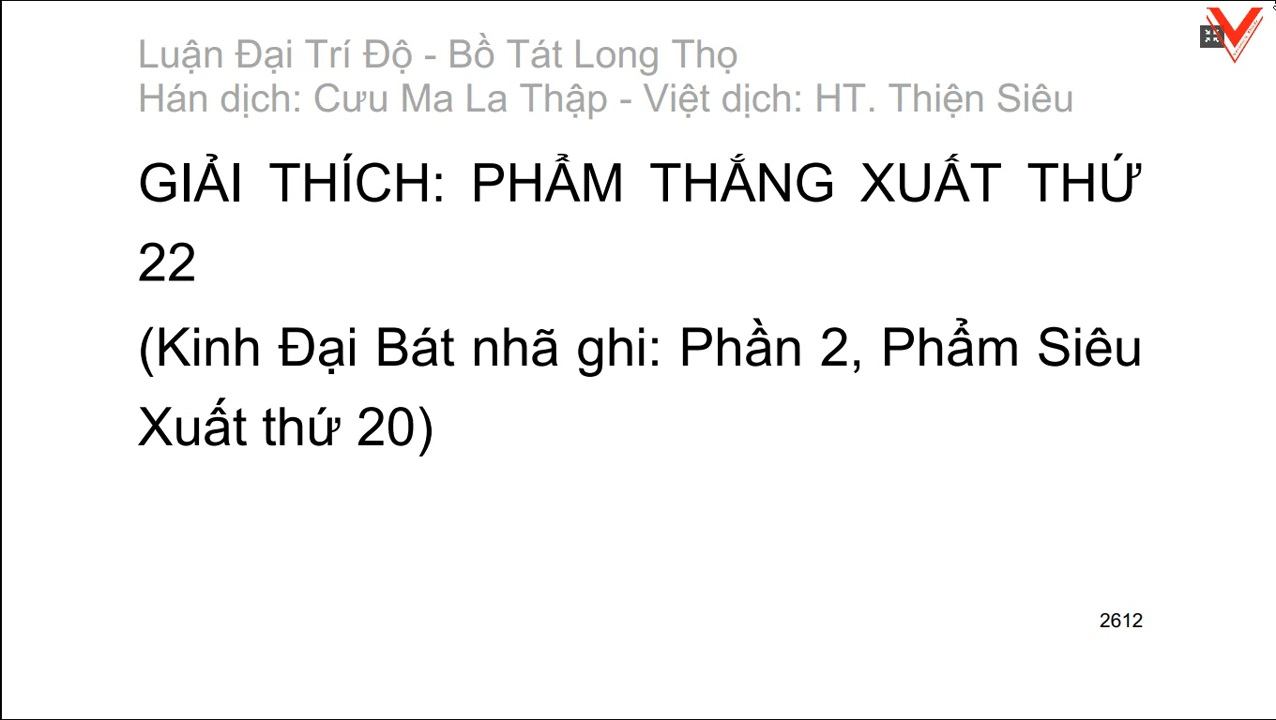 Luận Đại Trí Độ - Bồ Tát Long Thọ
Hán dịch: Cưu Ma La Thập - Việt dịch: HT. Thiện Siêu
GIẢI THÍCH: PHẨM THẮNG XUẤT THỨ
22
(Kinh Đại Bát nhã ghi: Phần 2, Phẩm Siêu
Xuất thứ 20)
2612